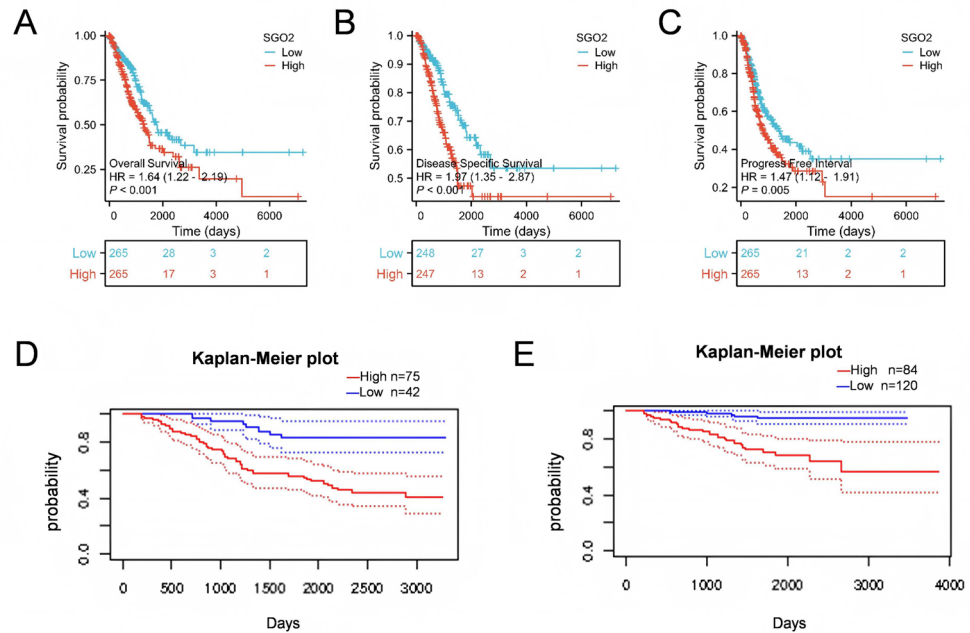 A
SGO2
Low
High
Survival probability
1.00
0.75
0.50
0.25
Overall Survival
HR = 1.64 (1.22 - 2.19)
P < 0.001
0 2000 4000 6000
Time (days)
Low 265 28 3 2
High 265 17 3 1
B
SGO2
Low
High
Survival probability
1.0
0.9
0.8
0.7
0.6
0.5
Disease Specific Survival
HR = 1.97 (1.35 - 2.87)
P < 0.001
0 2000 4000 6000
Time (days)
Low 248 27 3 2
High 247 13 2 1
C
SGO2
Low
High
Survival probability
1.0
0.8
0.6
0.4
0.2
Progress Free Interval
HR = 1.47 (1.12 - 1.91)
P = 0.005
0 2000 4000 6000
Time (days)
Low 265 21 2 2
High 265 13 2 1
D
Kaplan-Meier plot
High n=75
Low n=42
probability
0.8
0.4
0.0
0 500 1000 1500 2000 2500 3000
Days
E
Kaplan-Meier plot
High n=84
Low n=120
probability
0.8
0.4
0.0
0 1000 2000 3000 4000
Days